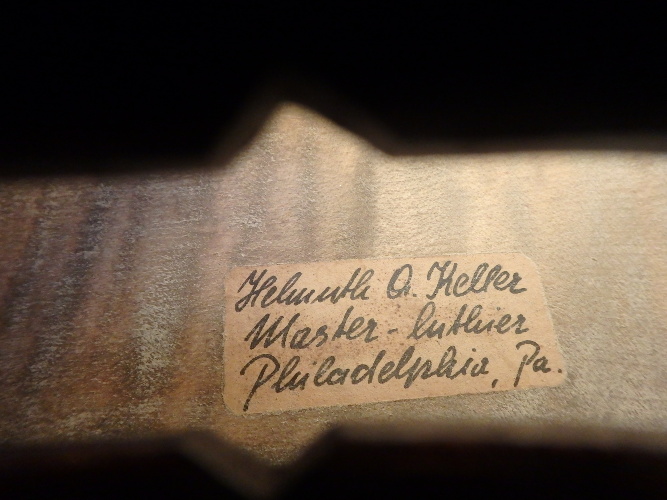 Helmuth A. Keller
Master-luthier
Philadelphia, Pa.